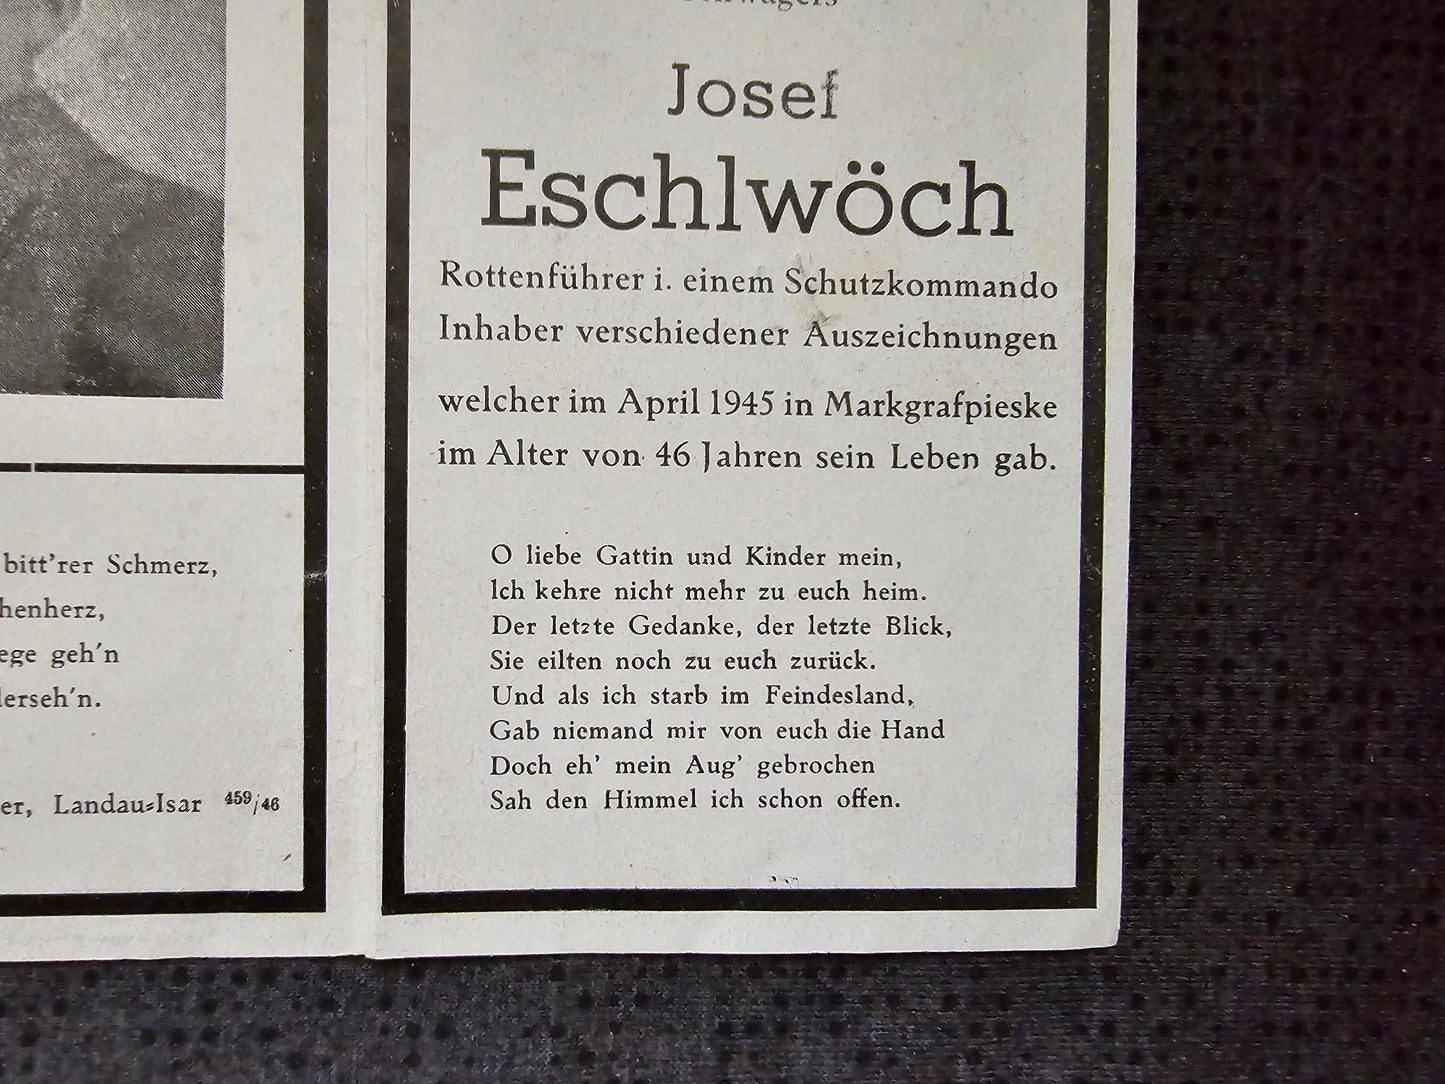 Josef
Eschlwöch
Rottenführer i. einem Schutzkommando
Inhaber verschiedener Auszeichnungen
welcher im April 1945 in Markgrafpieske
im Alter von 46 Jahren sein Leben gab.
O liebe Gattin und Kinder mein,
Ich kehre nicht mehr zu euch heim.
Der letzte Gedanke, der letzte Blick,
Sie eilten noch zu euch zurück.
Und als ich starb im Feindesland,
Gab niemand mir von euch die Hand
Doch eh' mein Aug' gebrochen
Sah den Himmel ich schon offen.
bitt'rer Schmerz,
henherz,
ege geh'n
derseh'n.
er, Landau-Isar 459/46